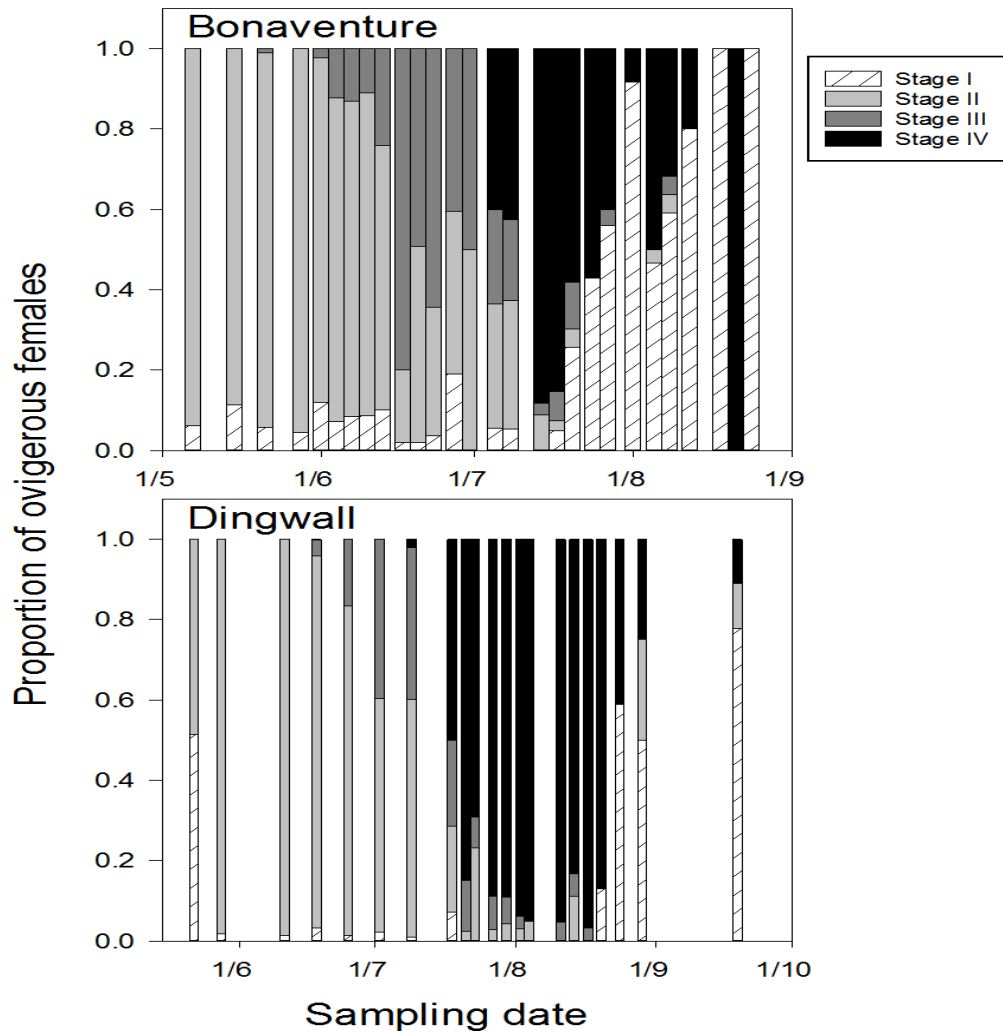 Bonaventure
1.0
0.8
0.6
0.4
0.2
0.0
1/5 1/6 1/7 1/8 1/9
Stage I
Stage II
Stage III
Stage IV
Proportion of ovigerous females
Dingwall
1.0
0.8
0.6
0.4
0.2
0.0
1/6 1/7 1/8 1/9 1/10
Sampling date